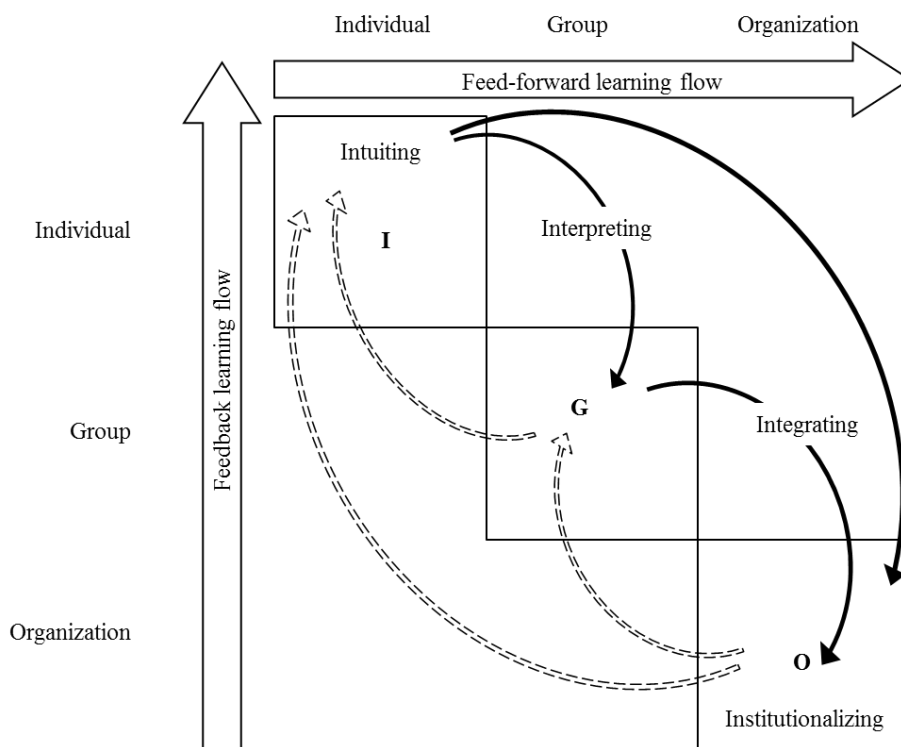 Individual Group Organization
Feed-forward learning flow
Intuiting
Individual I Interpreting
Feedback learning flow
G
Group Integrating
Organization
O
Institutionalizing